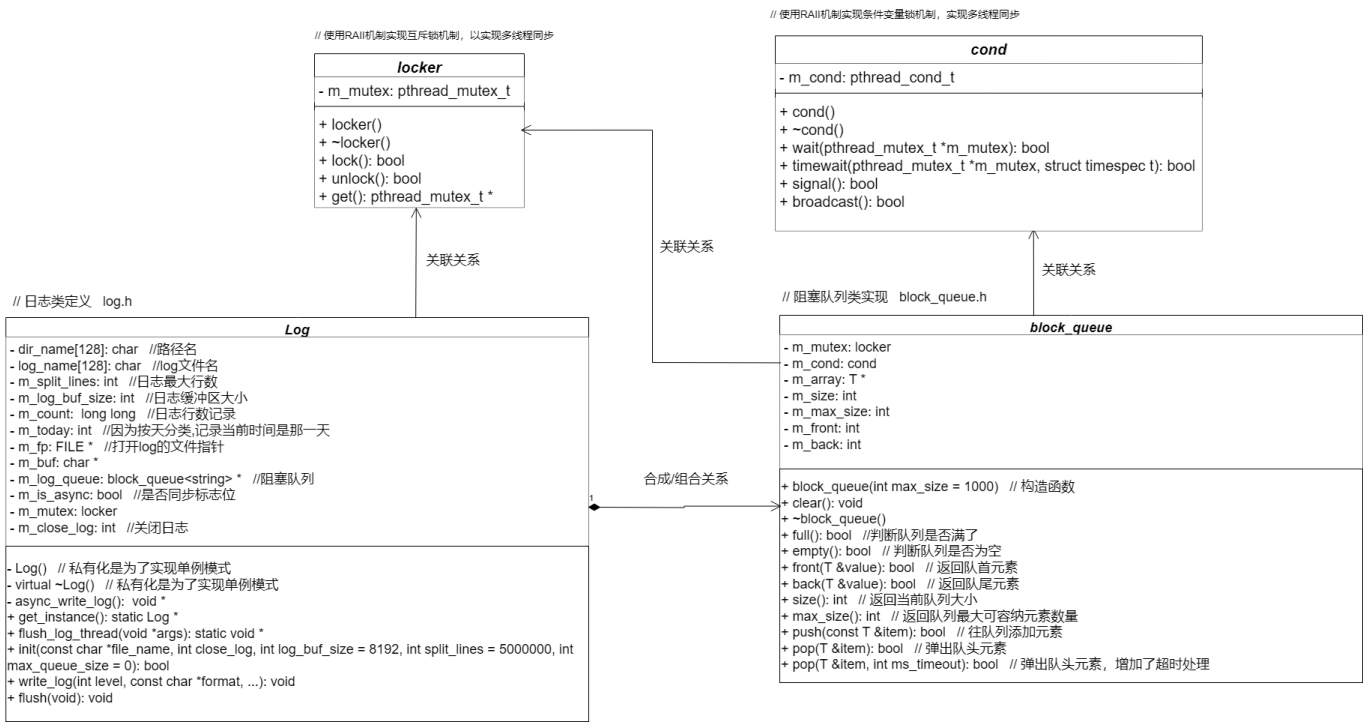 // 使用RAII机制实现互斥锁机制，以实现多线程同步
locker
- m_mutex: pthread_mutex_t
+ locker()
+ ~locker()
+ lock(): bool
+ unlock(): bool
+ get(): pthread_mutex_t *
// 使用RAII机制实现条件变量锁机制，实现多线程同步
cond
- m_cond: pthread_cond_t
+ cond()
+ ~cond()
+ wait(pthread_mutex_t *m_mutex): bool
+ timewait(pthread_mutex_t *m_mutex, struct timespec t): bool
+ signal(): bool
+ broadcast(): bool
关联关系
关联关系
关联关系
// 日志类定义   log.h
Log
- dir_name[128]: char  //路径名
- log_name[128]: char  //log文件名
- m_split_lines: int  //日志最大行数
- m_log_buf_size: int  //日志缓冲区大小
- m_count:  long long  //日志行数记录
- m_today: int  //因为按天分类,记录当前时间是那一天
- m_fp: FILE *  //打开log的文件指针
- m_buf: char *
- m_log_queue: block_queue<string> *  //阻塞队列
- m_is_async: bool  //是否同步标志位
- m_mutex: locker
- m_close_log: int  //关闭日志
- Log()   // 私有化是为了实现单例模式
- virtual ~Log()   // 私有化是为了实现单例模式
- async_write_log():  void *
+ get_instance(): static Log *
+ flush_log_thread(void *args): static void *
+ init(const char *file_name, int close_log, int log_buf_size = 8192, int split_lines = 5000000, int
max_queue_size = 0): bool
+ write_log(int level, const char *format, ...): void
+ flush(void): void
合成/组合关系
1
// 阻塞队列类实现   block_queue.h
block_queue
- m_mutex: locker
- m_cond: cond
- m_array: T *
- m_size: int
- m_max_size: int
- m_front: int
- m_back: int
+ block_queue(int max_size = 1000)   // 构造函数
+ clear(): void
+ ~block_queue()
+ full(): bool  //判断队列是否满了
+ empty(): bool  // 判断队列是否为空
+ front(T &value): bool  // 返回队首元素
+ back(T &value): bool  // 返回队尾元素
+ size(): int  // 返回当前队列大小
+ max_size(): int  // 返回队列最大可容纳元素数量
+ push(const T &item): bool  // 往队列添加元素
+ pop(T &item): bool  // 弹出队头元素
+ pop(T &item, int ms_timeout): bool   // 弹出队头元素，增加了超时处理